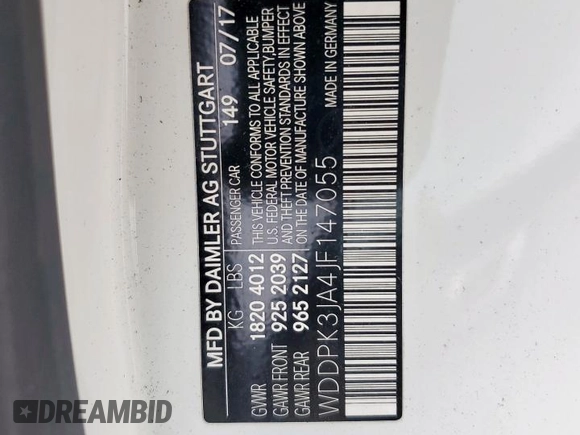 MFD BY DAIMLER AG STUTTGART
KG LBS PASSENGER CAR 149 07/17
GVWR 1820 4012 THIS VEHICLE CONFORMS TO ALL APPLICABLE
U.S. FEDERAL MOTOR VEHICLE SAFETY, BUMPER
GAWR FRONT 925 2039 AND THEFT PREVENTION STANDARDS IN EFFECT
GAWR REAR 965 2127 ON THE DATE OF MANUFACTURE SHOWN ABOVE
WDDPK3JA4JF147055 MADE IN GERMANY
DREAMBID